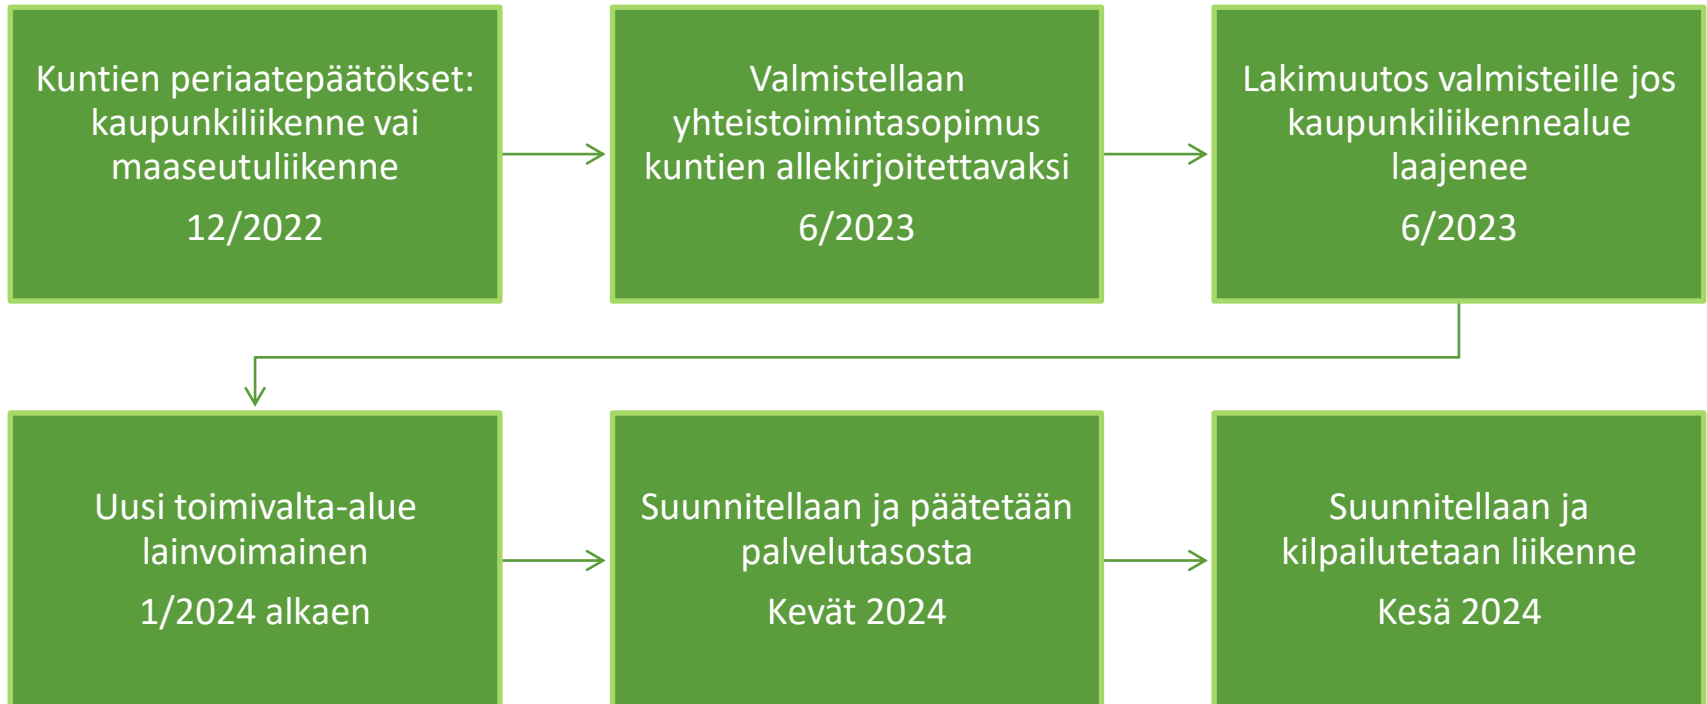 Kuntien periaatepäätökset:
kaupunkiliikenne vai
maaseutuliikenne
12/2022
Valmistellaan
yhteistoimintasopimus
kuntien allekirjoitettavaksi
6/2023
Lakimuutos valmisteille jos
kaupunkiliikennealue
laajenee
6/2023
Uusi toimivalta-alue
lainvoimainen
1/2024 alkaen
Suunnitellaan ja päätetään
palvelutasosta
Kevät 2024
Suunnitellaan ja
kilpailutetaan liikenne
Kesä 2024